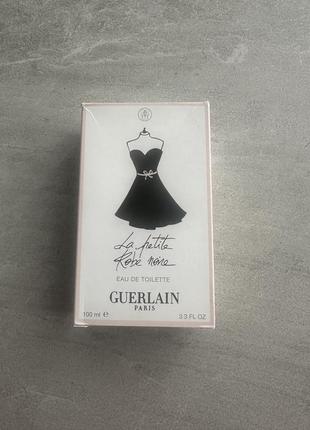 La petite
Robe noire
EAU DE TOILETTE
GUERLAIN
PARIS
100 ml ℮ 3.3 FL OZ